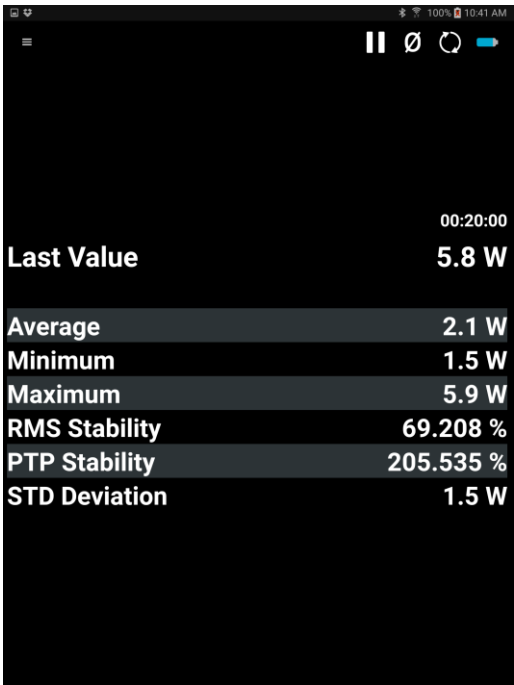 100% 10:41 AM
00:20:00
Last Value 5.8 W
Average 2.1 W
Minimum 1.5 W
Maximum 5.9 W
RMS Stability 69.208 %
PTP Stability 205.535 %
STD Deviation 1.5 W